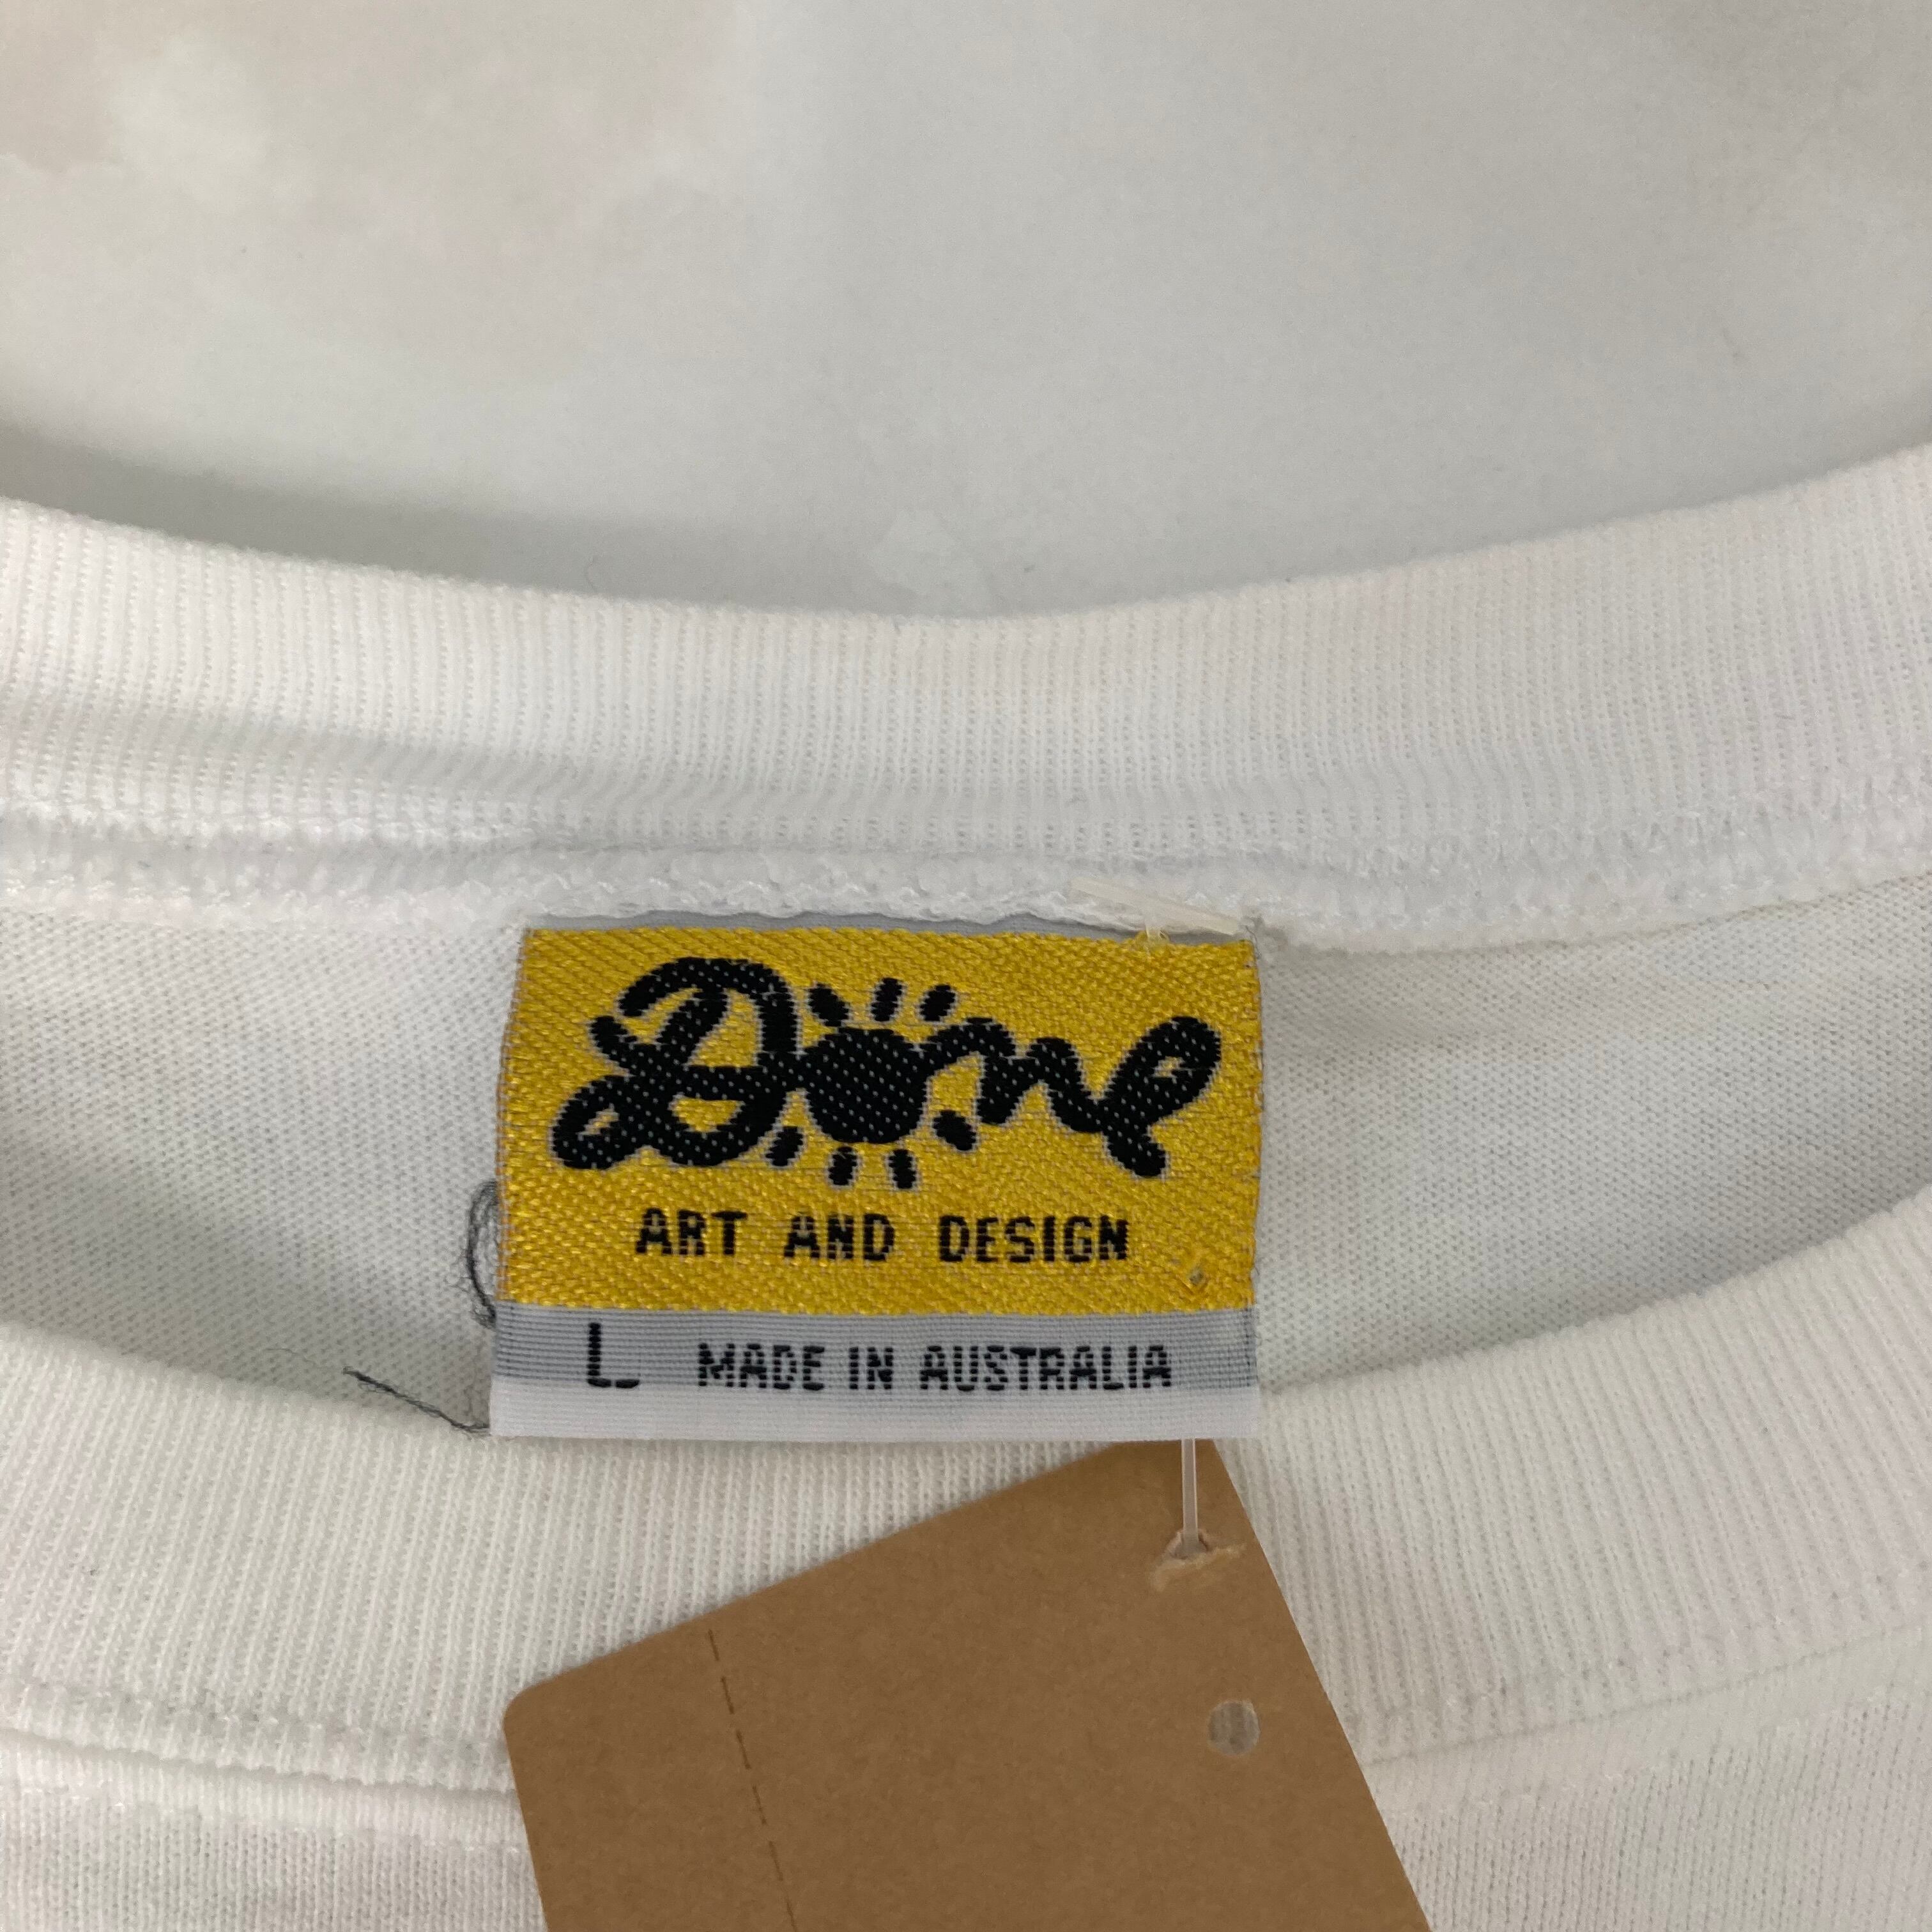 Done
ART AND DESIGN
L MADE IN AUSTRALIA